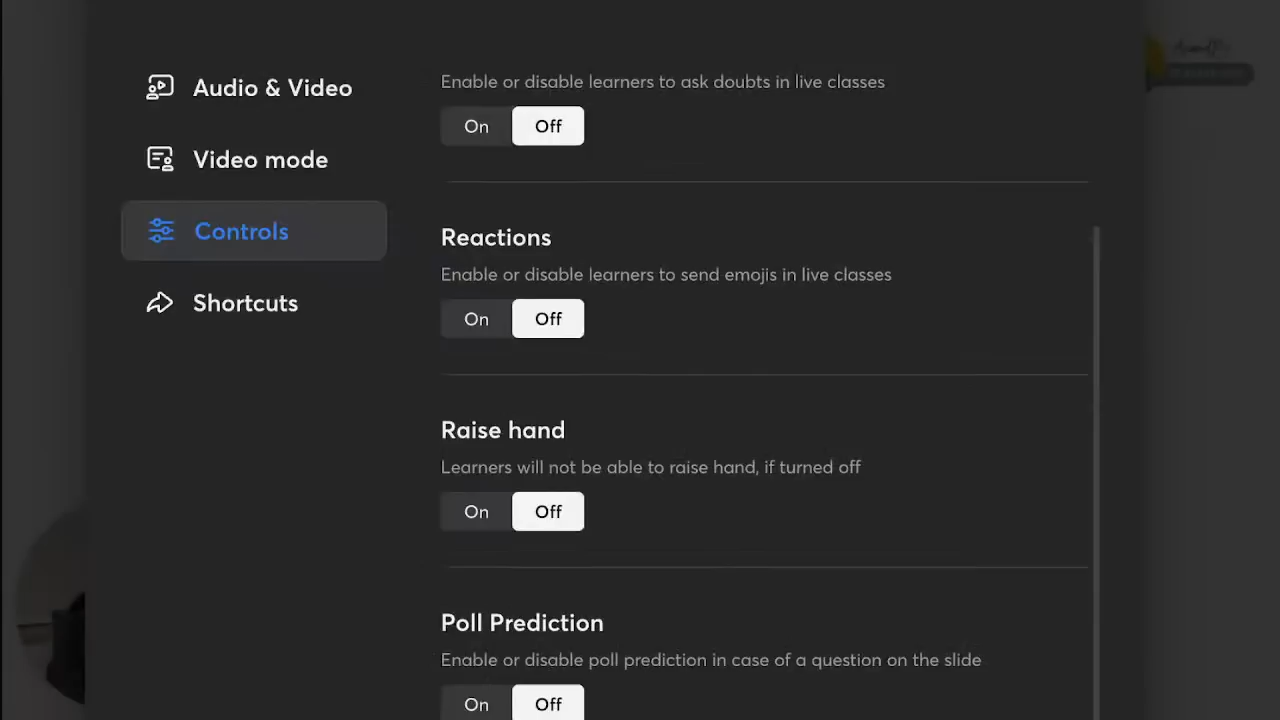 Audio & Video
Video mode
Controls
Shortcuts
Enable or disable learners to ask doubts in live classes
On Off
Reactions
Enable or disable learners to send emojis in live classes
On Off
Raise hand
Learners will not be able to raise hand, if turned off
On Off
Poll Prediction
Enable or disable poll prediction in case of a question on the slide
On Off